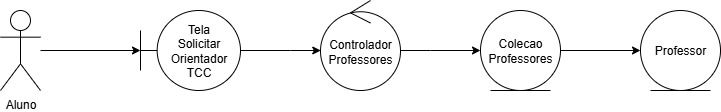 Aluno
Tela
Solicitar
Orientador
TCC
Controlador
Professores
Colecao
Professores
Professor